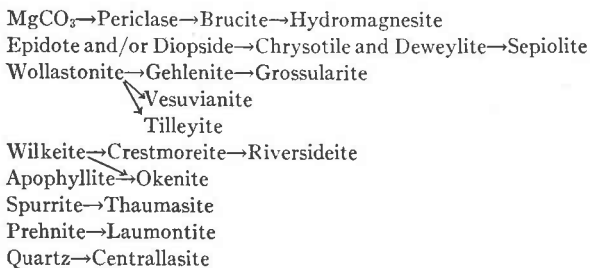 MgCO₃→Periclase→Brucite→Hydromagnesite
Epidote and/or Diopside→Chrysotile and Deweylite→Sepiolite
Wollastonite→Gehlenite→Grossularite
Vesuvianite
Tilleyite
Wilkeite→Crestmoreite→Riversideite
Apophyllite→Okenite
Spurrite→Thaumasite
Prehnite→Laumontite
Quartz→Centrallasite